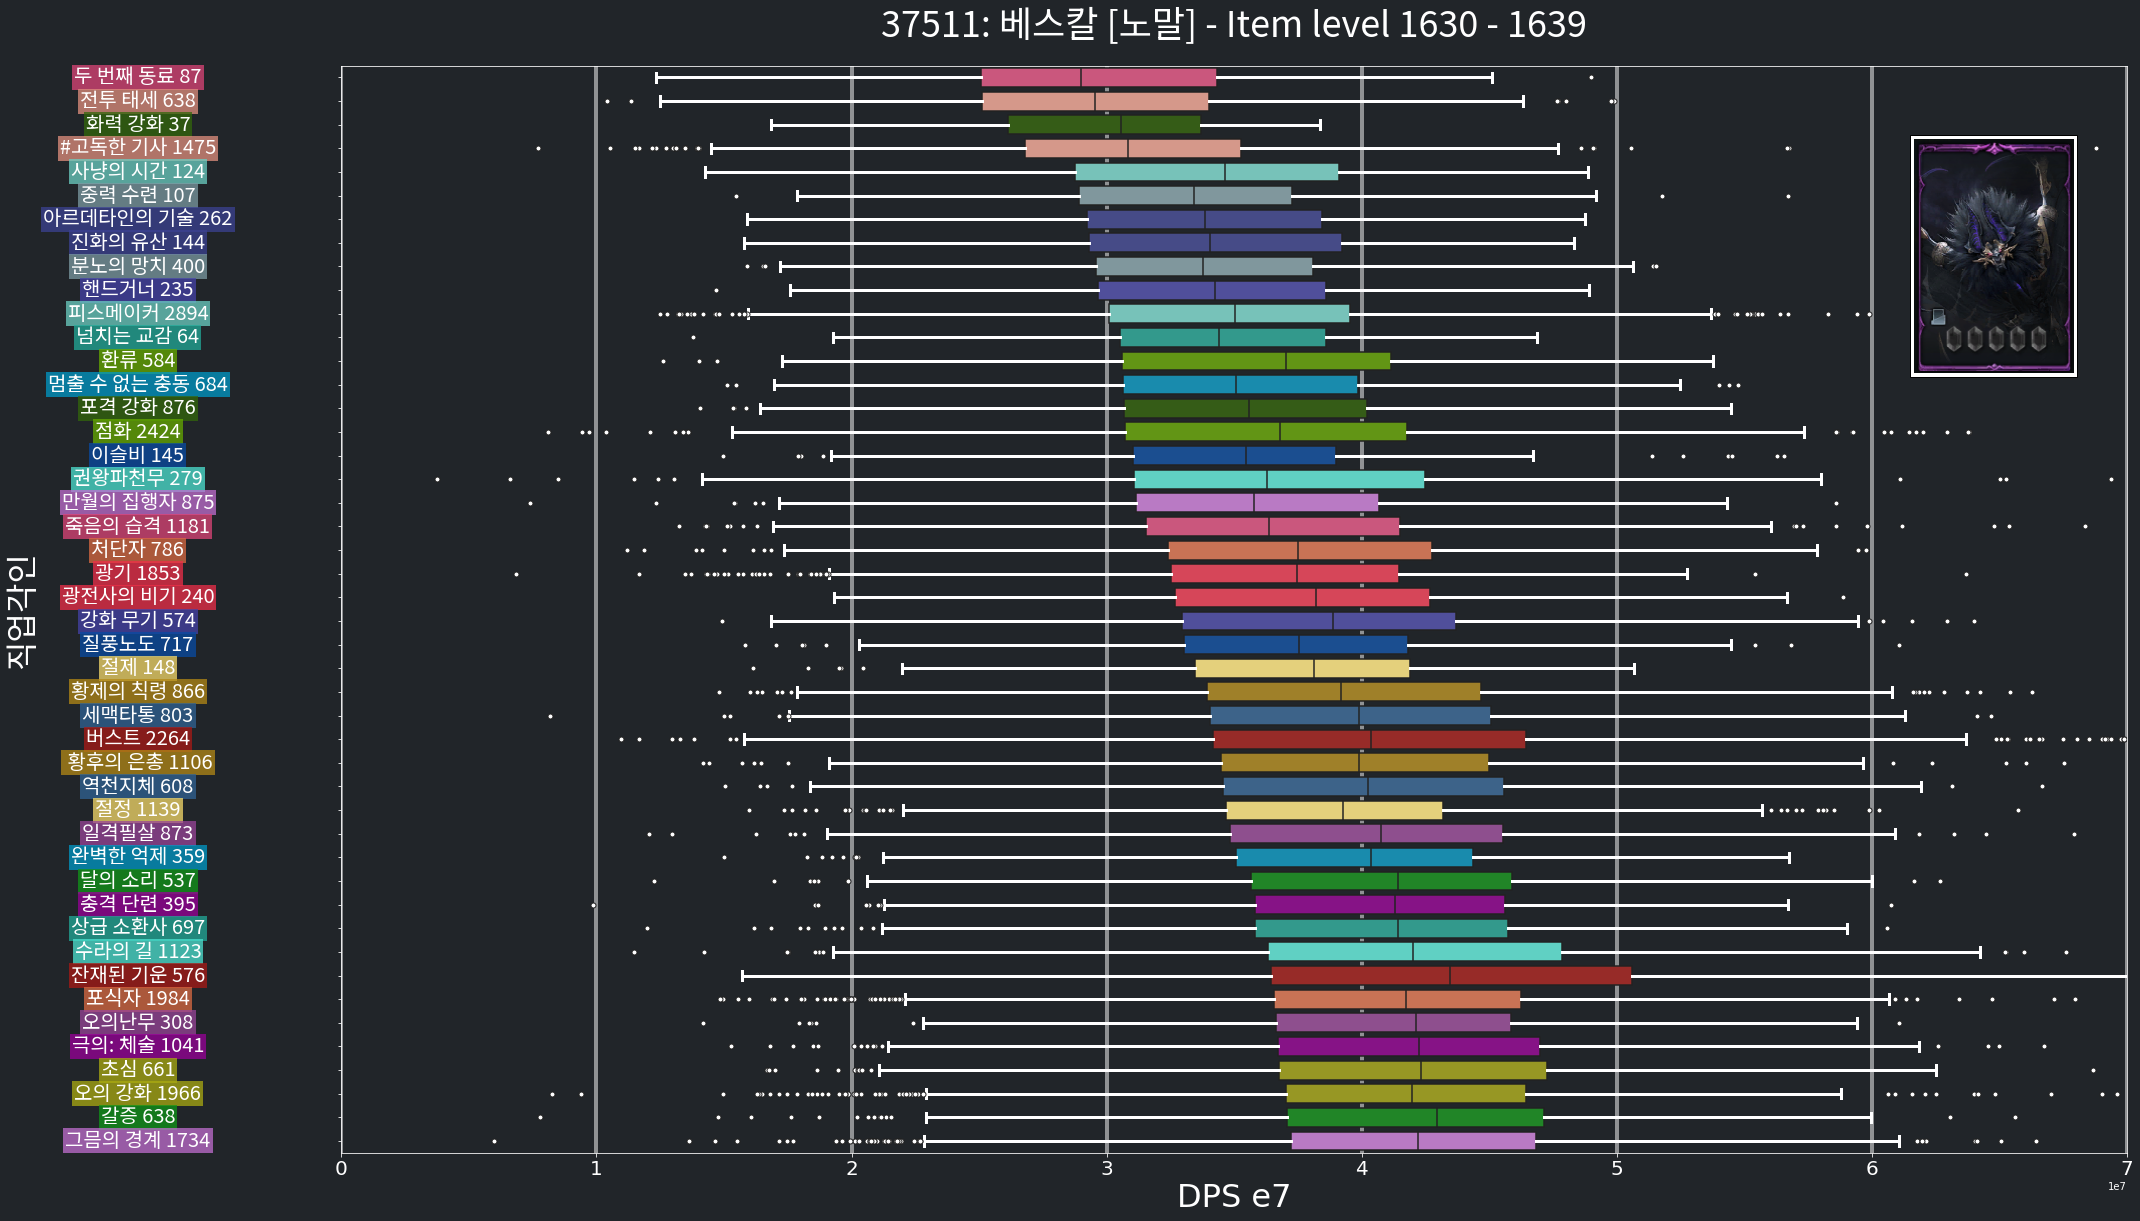 37511: 베스칼 [노말] - Item level 1630 - 1639
직업각인
두 번째 동료 87
전투 태세 638
화력 강화 37
#고독한 기사 1475
사냥의 시간 124
중력 수련 107
아르데타인의 기술 262
진화의 유산 144
분노의 망치 400
핸드거너 235
피스메이커 2894
넘치는 교감 64
환류 584
멈출 수 없는 충동 684
포격 강화 876
점화 2424
이슬비 145
권왕파천무 279
만월의 집행자 875
죽음의 습격 1181
처단자 786
광기 1853
광전사의 비기 240
강화 무기 574
질풍노도 717
절제 148
황제의 칙령 866
세맥타통 803
버스트 2264
황후의 은총 1106
역천지체 608
절정 1139
일격필살 873
완벽한 억제 359
달의 소리 537
충격 단련 395
상급 소환사 697
수라의 길 1123
잔재된 기운 576
포식자 1984
오의난무 308
극의: 체술 1041
초심 661
오의 강화 1966
갈증 638
그믐의 경계 1734
0 1 2 3 4 5 6 7
1e7
DPS e7